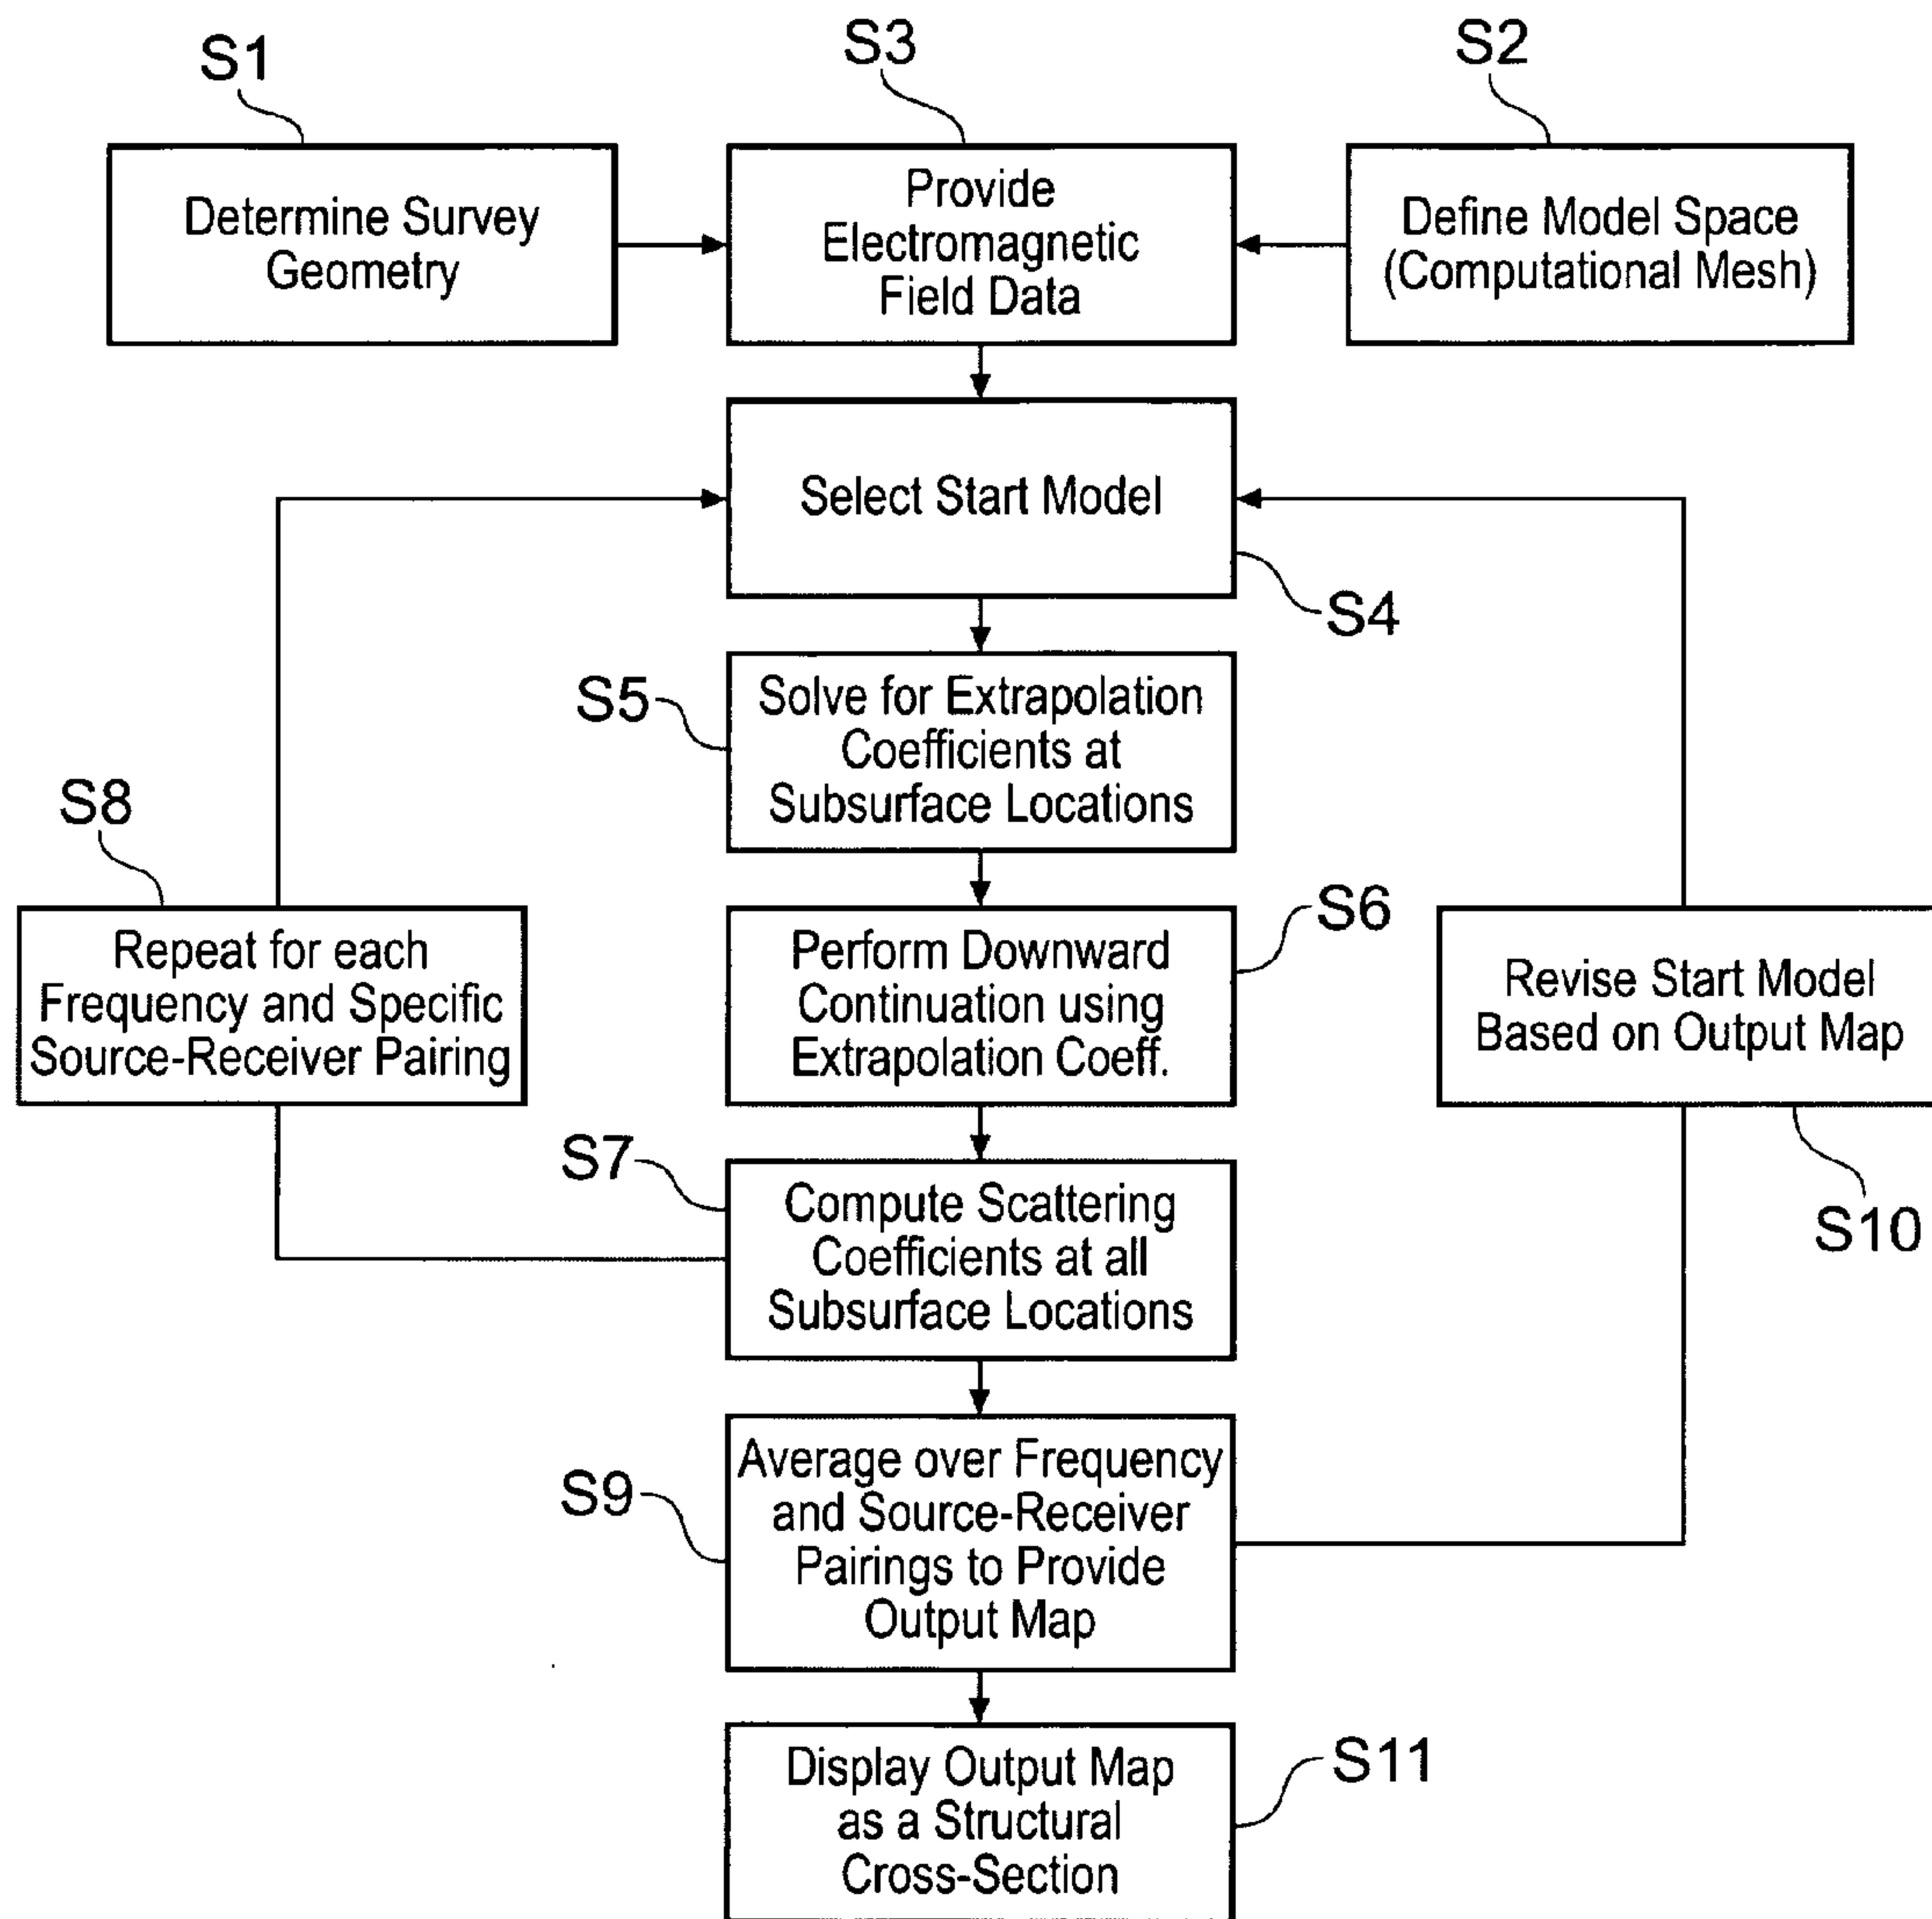 S1
S3
S2
Determine Survey
Geometry
Provide
Electromagnetic
Field Data
Define Model Space
(Computational Mesh)
Select Start Model
S4
S5
Solve for Extrapolation
Coefficients at
Subsurface Locations
S8
Repeat for each
Frequency and Specific
Source-Receiver Pairing
Perform Downward
Continuation using
Extrapolation Coeff.
S6
Revise Start Model
Based on Output Map
S10
S7
Compute Scattering
Coefficients at all
Subsurface Locations
S9
Average over Frequency
and Source-Receiver
Pairings to Provide
Output Map
Display Output Map
as a Structural
Cross-Section
S11